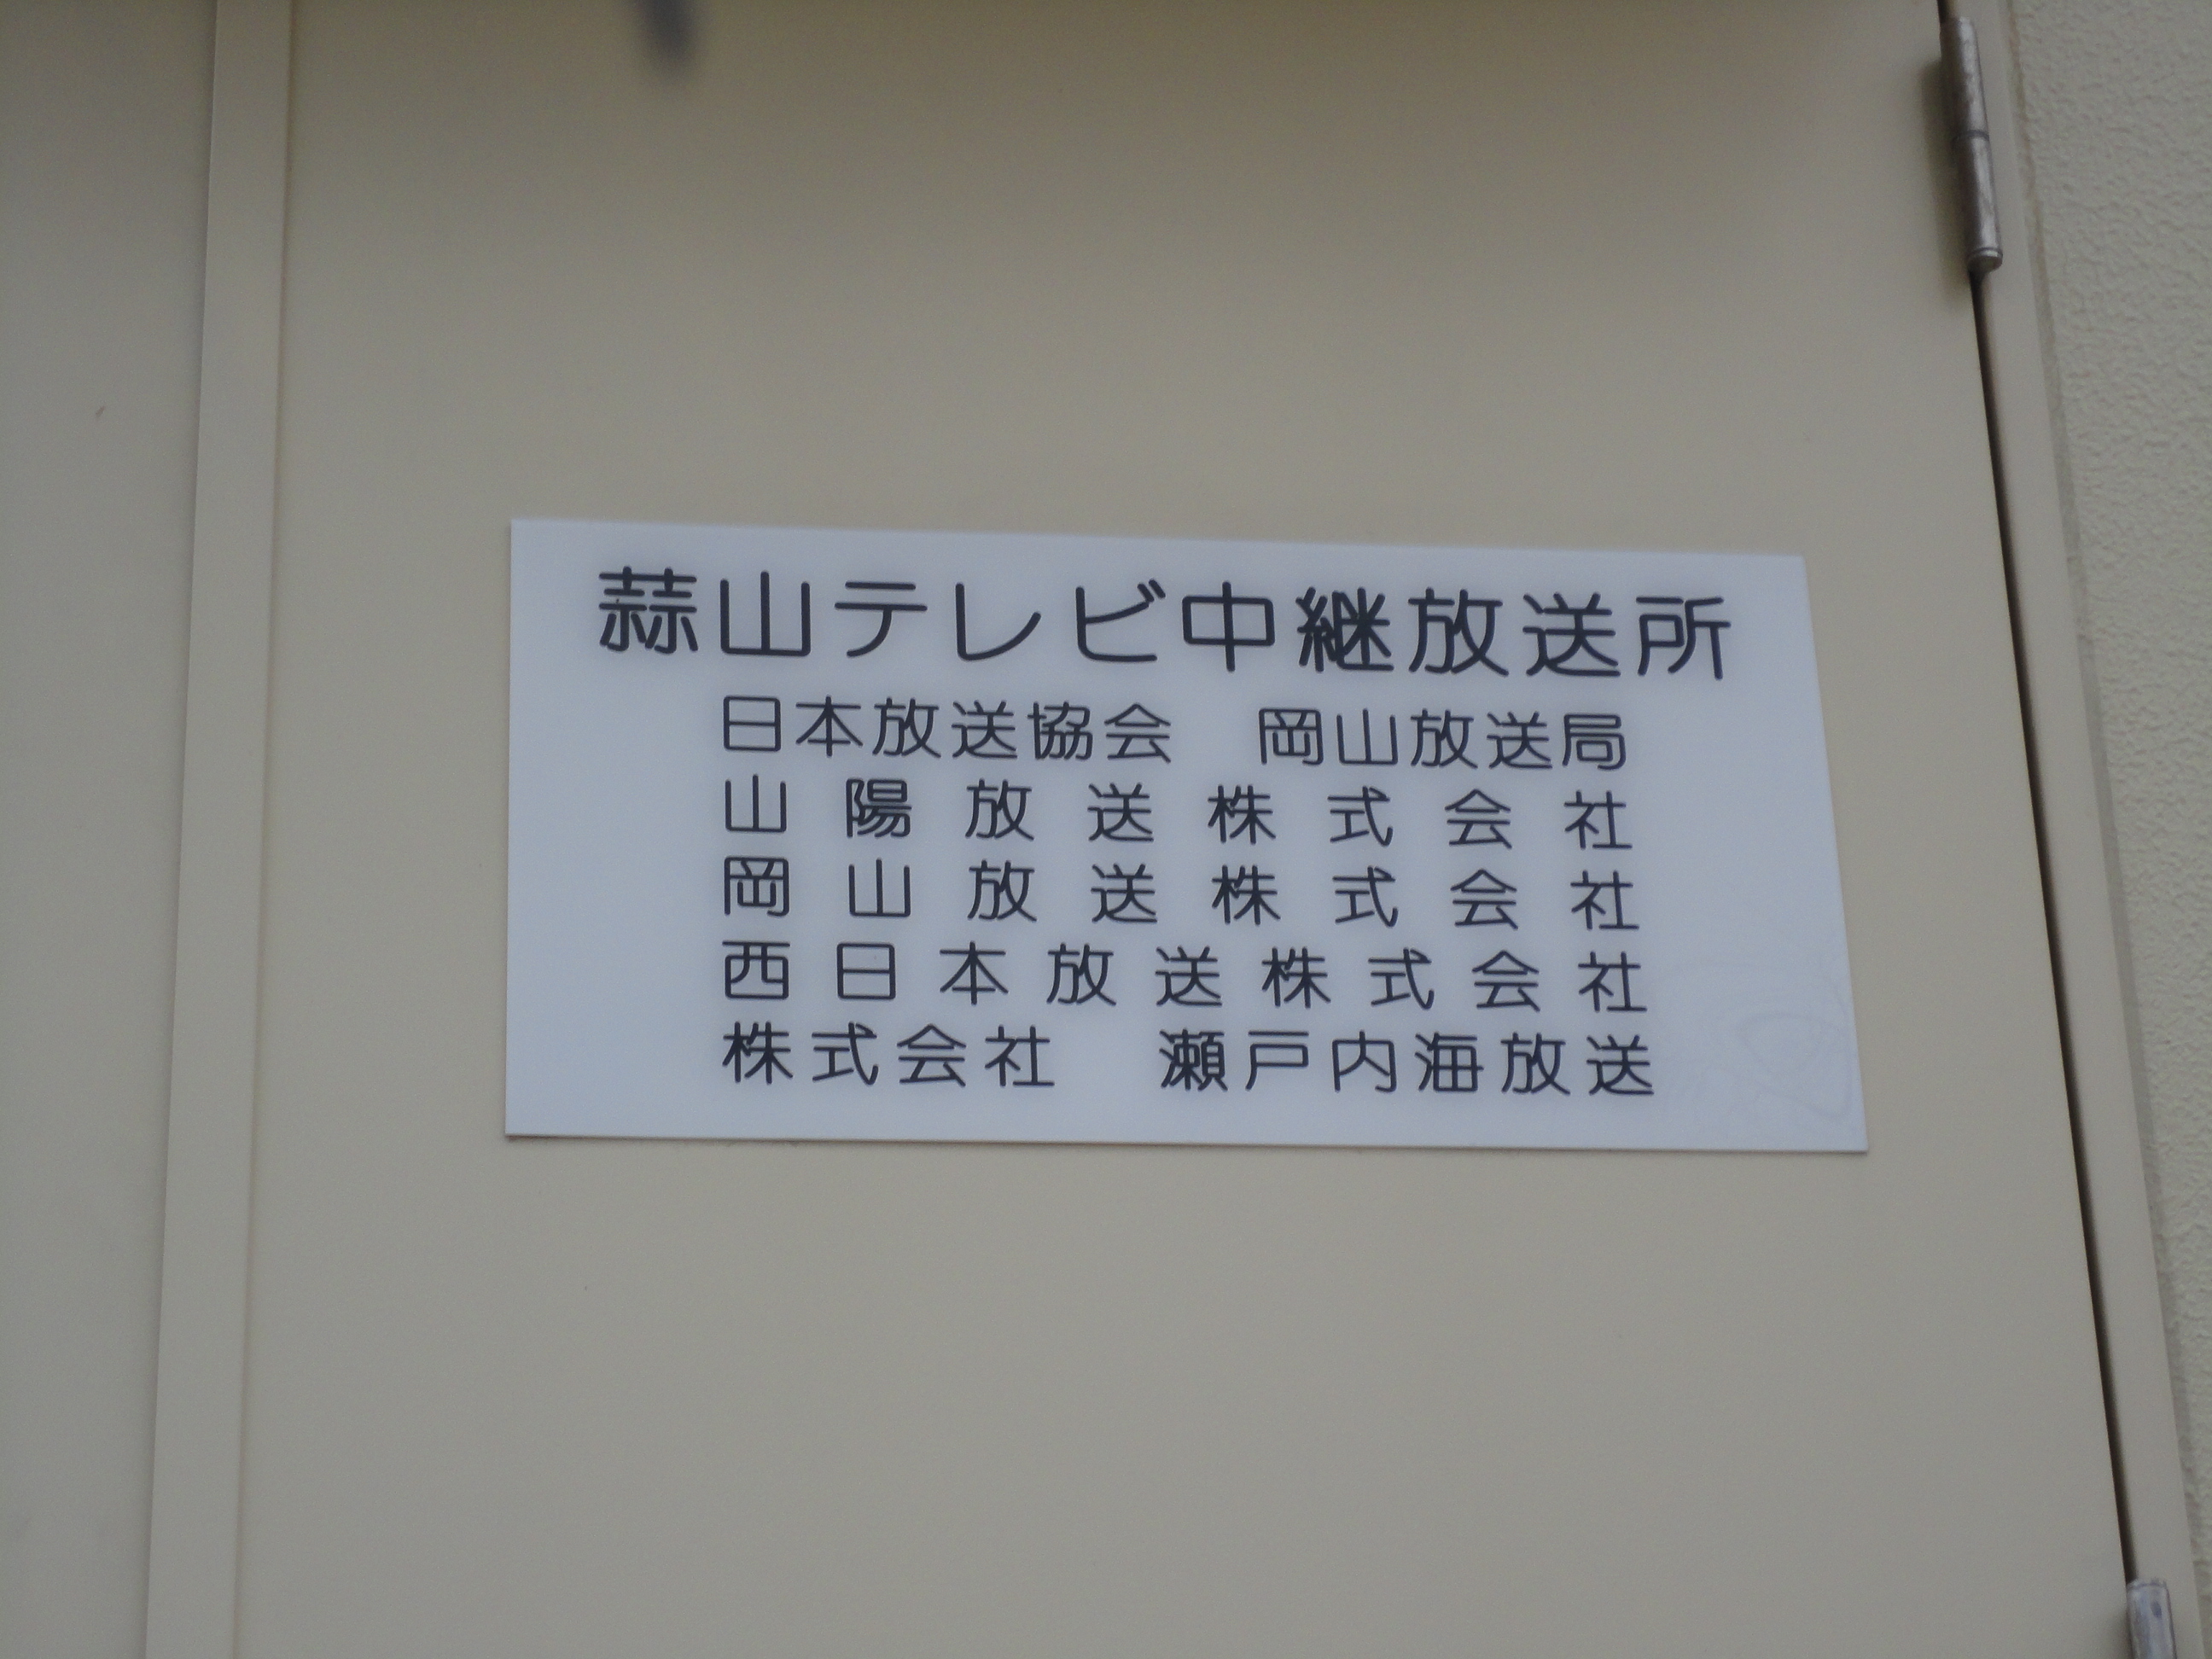 蒜山テレビ中継放送所
日本放送協会　岡山放送局
山陽放送株式会社
岡山放送株式会社
西日本放送株式会社
株式会社　瀬戸内海放送